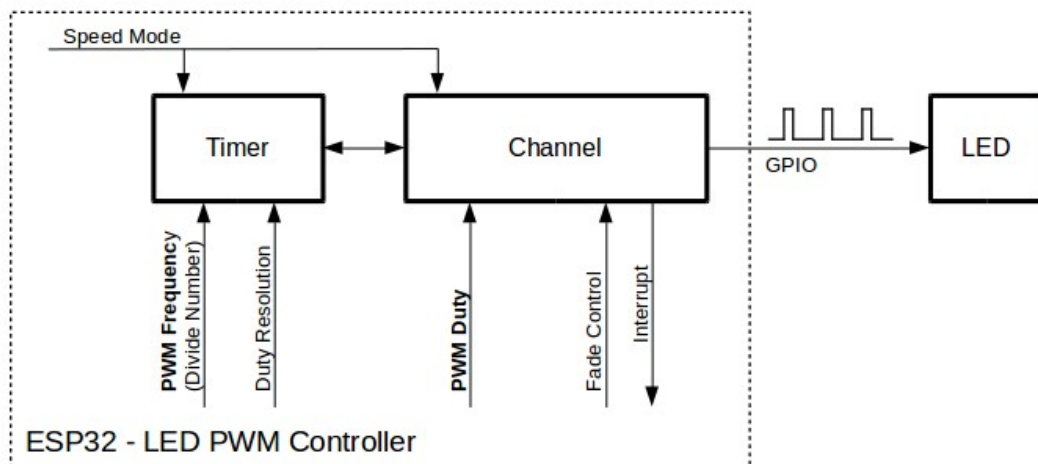 Speed Mode
Timer
Channel
GPIO
LED
PWM Frequency
(Divide Number)
Duty Resolution
PWM Duty
Fade Control
Interrupt
ESP32 - LED PWM Controller